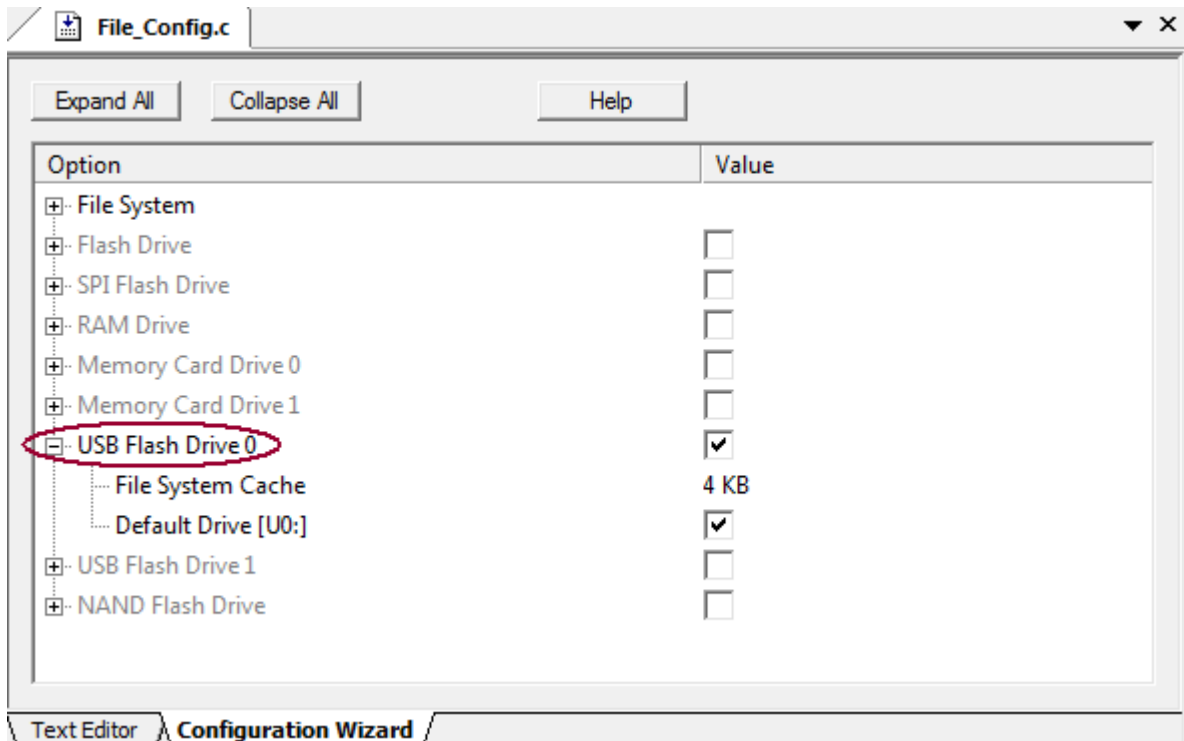 File_Config.c
Expand All Collapse All Help
Option Value
File System
Flash Drive
SPI Flash Drive
RAM Drive
Memory Card Drive 0
Memory Card Drive 1
USB Flash Drive 0
File System Cache 4 KB
Default Drive [U0:]
USB Flash Drive 1
NAND Flash Drive
Text Editor Configuration Wizard